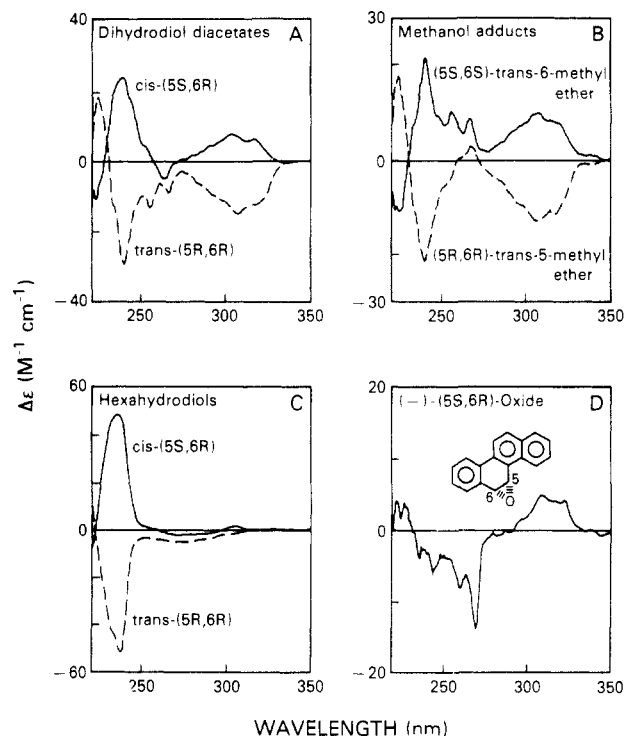 Dihydrodiol diacetates
A
cis-(5S,6R)
trans-(5R,6R)
40
0
−40
250
300
350
Methanol adducts
B
(5S,6S)-trans-6-methyl
ether
(5R,6R)-trans-5-methyl
ether
30
0
−30
250
300
350
Hexahydrodiols
C
cis-(5S,6R)
trans-(5R,6R)
60
0
−60
250
300
350
(−)-(5S,6R)-Oxide
D
5
6
O
20
0
−20
250
300
350
Δε (M⁻¹ cm⁻¹)
WAVELENGTH (nm)